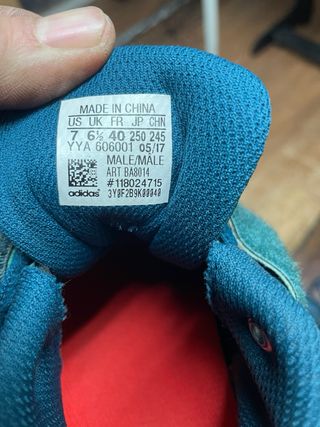 MADE IN CHINA
US UK FR JP CHN
7 6½ 40 250 245
YYA 606001 05/17
MALE/MALE
ART BA8014
#118024715
adidas® 3Y0F2B9K00040